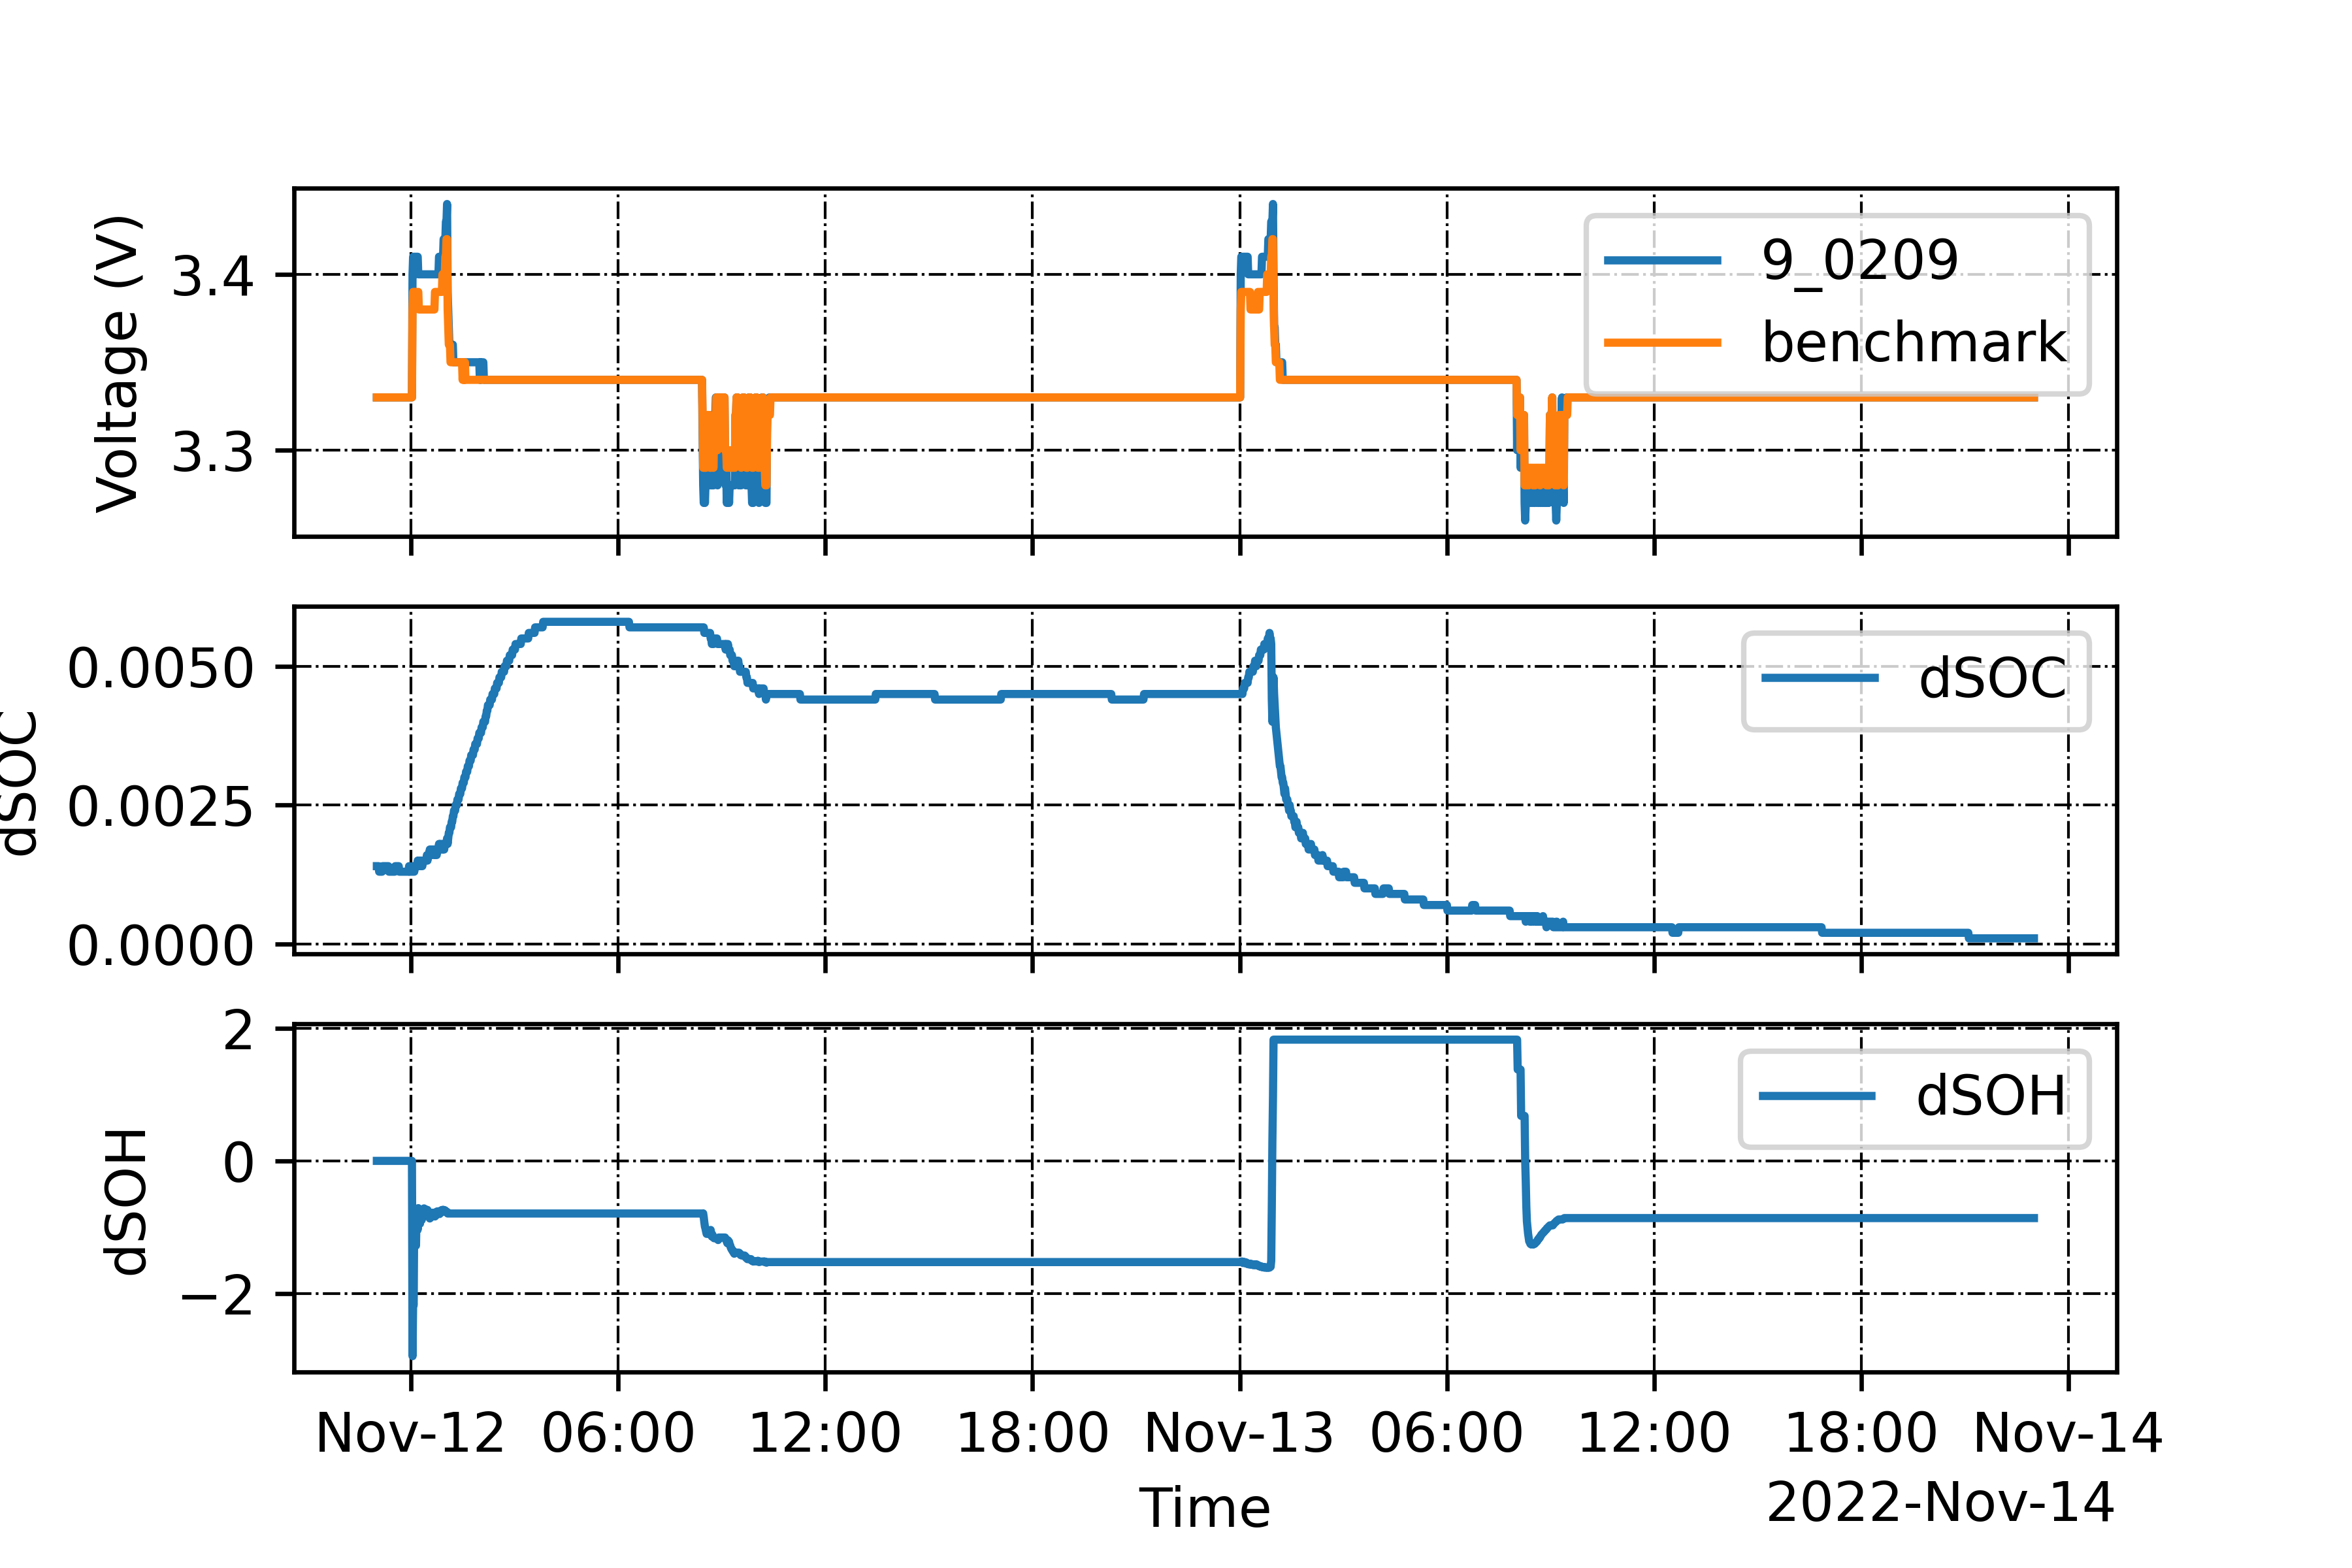 Voltage (V)
3.4
3.3
9_0209
benchmark
dSOC
0.0050
0.0025
0.0000
dSOC
dSOH
2
0
−2
dSOH
Nov-12 06:00 12:00 18:00 Nov-13 06:00 12:00 18:00 Nov-14
Time
2022-Nov-14